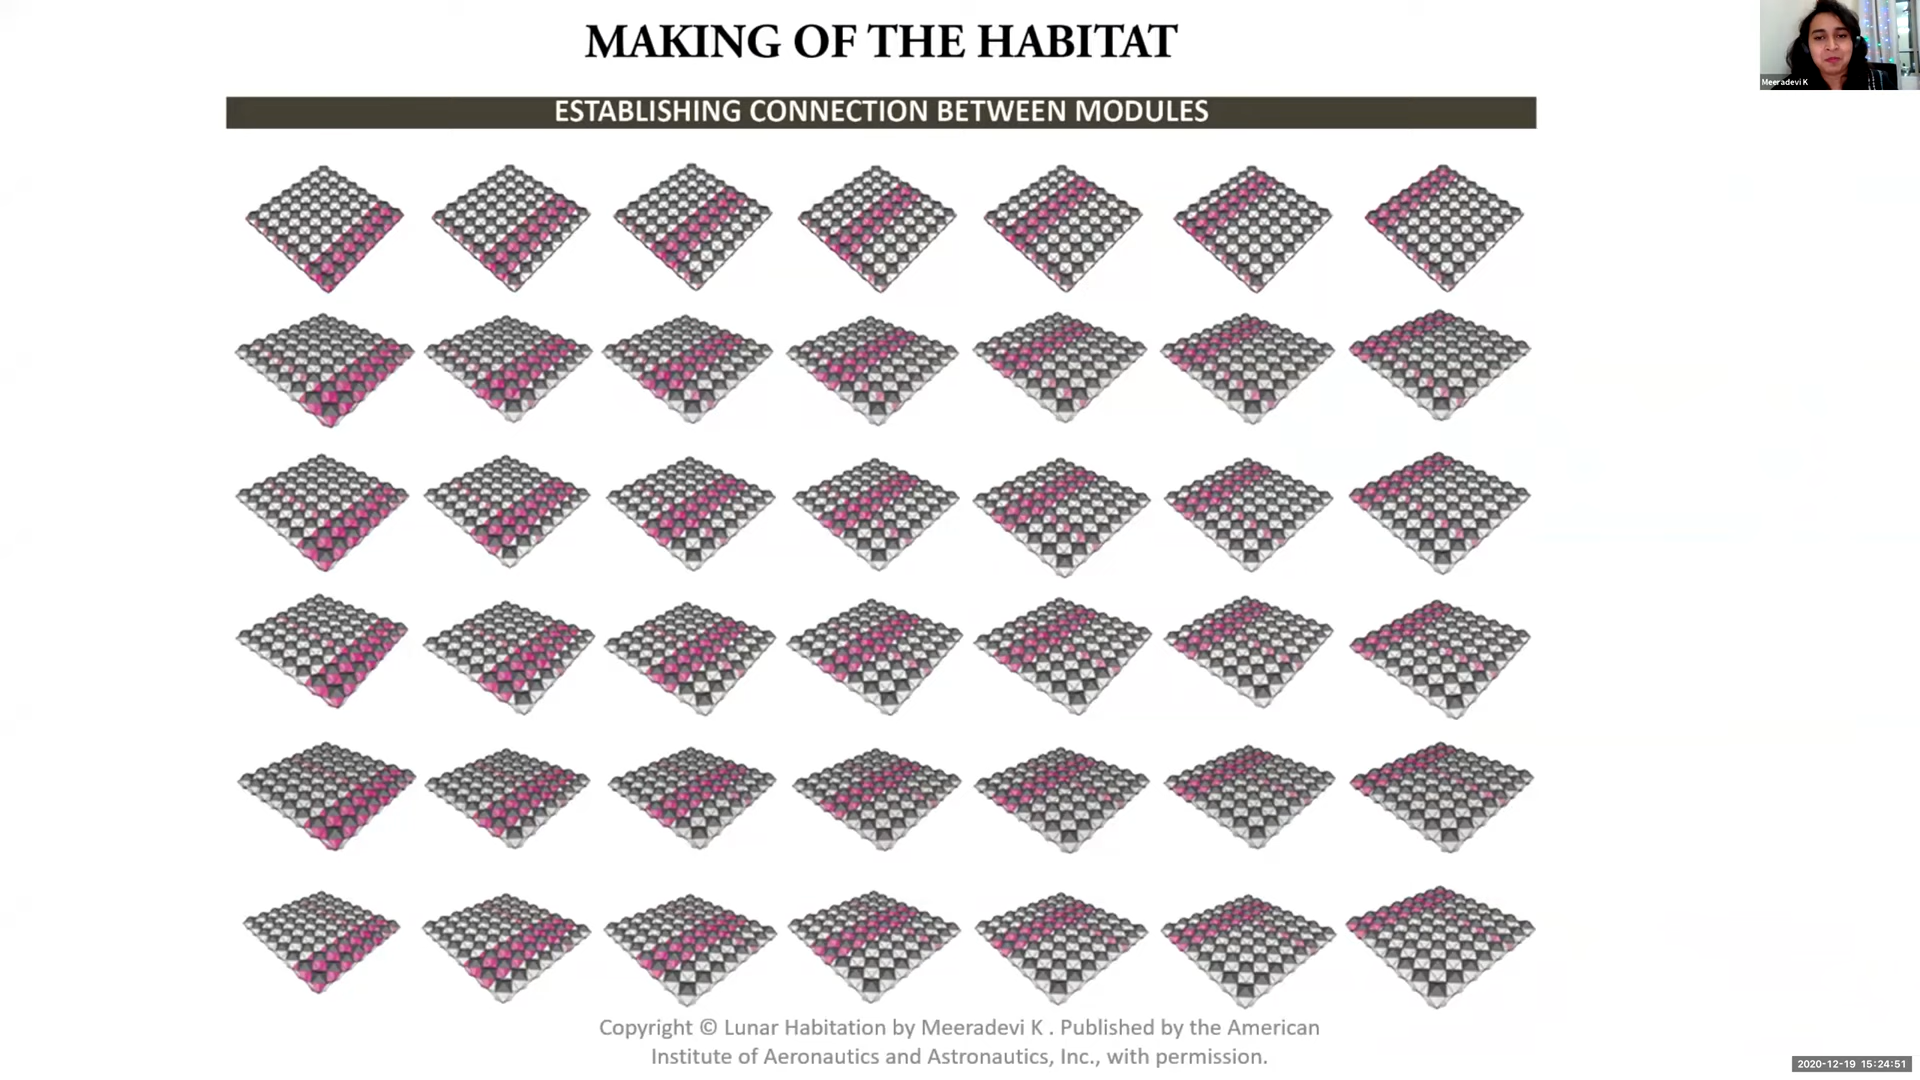 MAKING OF THE HABITAT
Meeradevi K
ESTABLISHING CONNECTION BETWEEN MODULES
Copyright © Lunar Habitation by Meeradevi K . Published by the American
Institute of Aeronautics and Astronautics, Inc., with permission.
2020-12-19 15:24:51